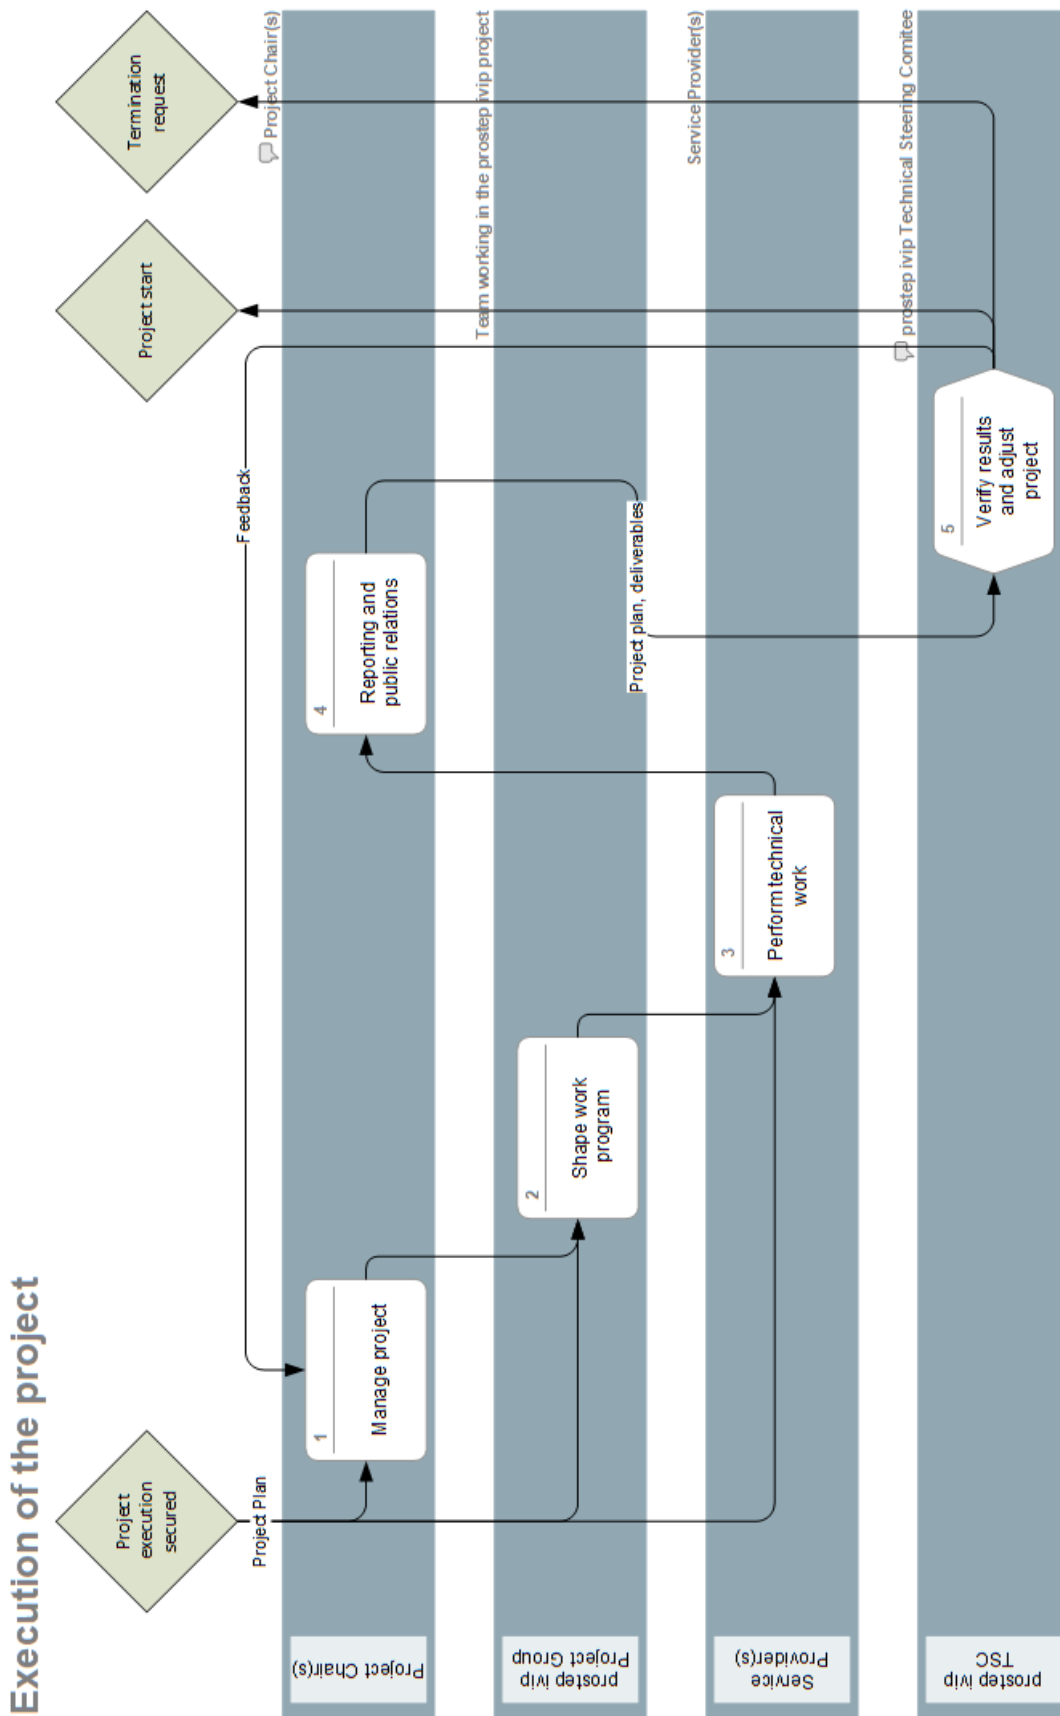 Execution of the project
Project
execution
secured
Project start
Termination
request
Project Plan
Feedback
Project Chair(s)
Project Chair(s)
1
Manage project
4
Reporting and
public relations
prostep ivip
Project Group
Team working in the prostep ivip project
2
Shape work
program
Project plan, deliverables
Service
Provider(s)
Service Provider(s)
3
Perform technical
work
prostep ivip
TSC
prostep ivip Technical Steering Comitee
5
Verify results
and adjust
project